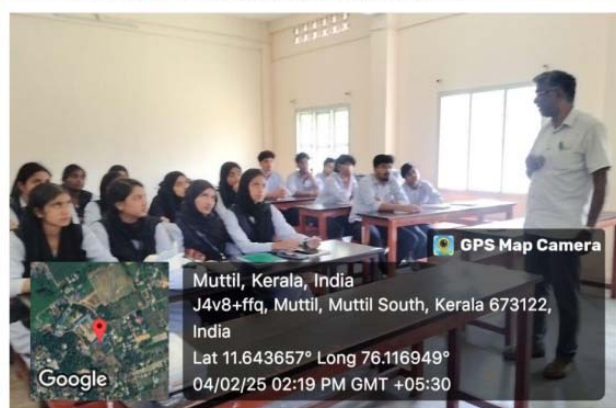 GPS Map Camera
Muttil, Kerala, India
J4v8+ffq, Muttil, Muttil South, Kerala 673122,
India
Lat 11.643657° Long 76.116949°
04/02/25 02:19 PM GMT +05:30
Google